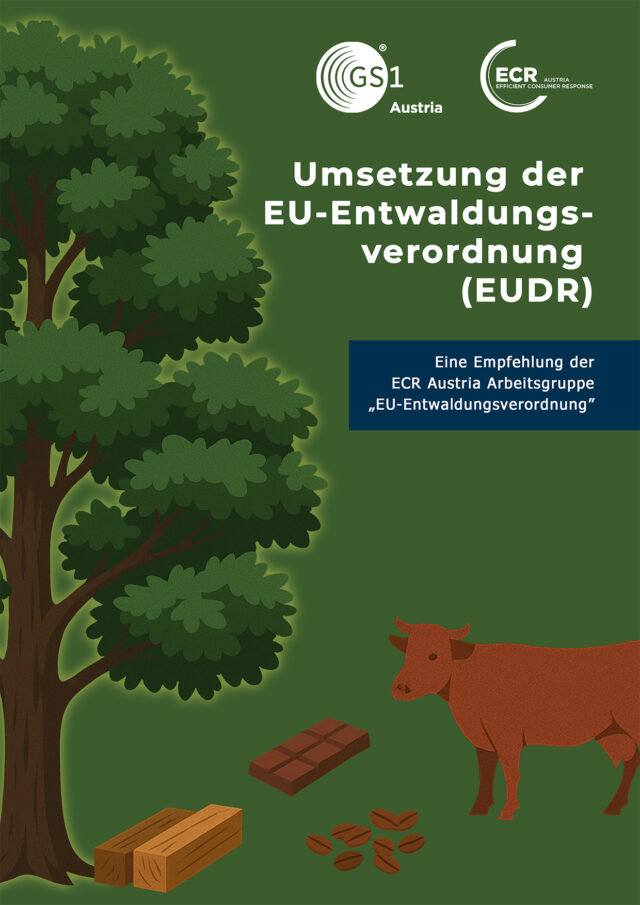 GS1®
Austria
ECR AUSTRIA
EFFICIENT CONSUMER RESPONSE
Umsetzung der
EU-Entwaldungs-
verordnung
(EUDR)
Eine Empfehlung der
ECR Austria Arbeitsgruppe
„EU-Entwaldungsverordnung”